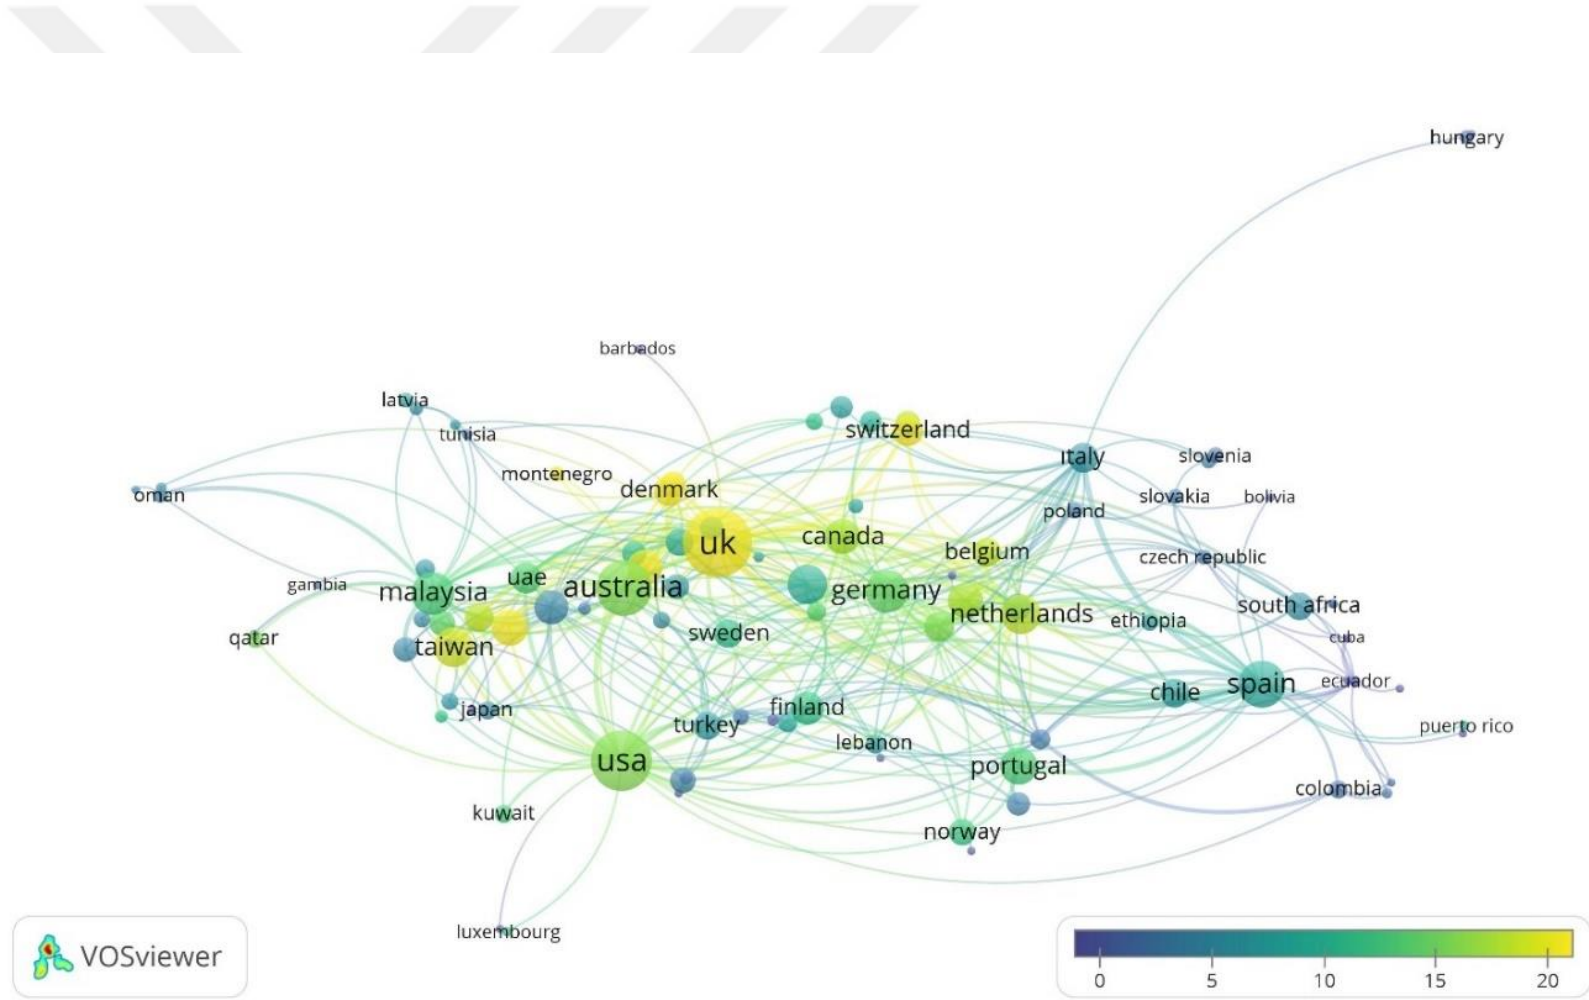 hungary
barbados
latvia
tunisia
switzerland
italy
slovenia
montenegro
denmark
oman
slovakia
bolivia
poland
uk
canada
belgium
czech republic
gambia
malaysia
uae
australia
germany
netherlands
ethiopia
south africa
qatar
taiwan
sweden
cuba
spain
ecuador
chile
japan
turkey
finland
lebanon
puerto rico
usa
portugal
colombia
kuwait
norway
luxembourg
VOSviewer
0 5 10 15 20